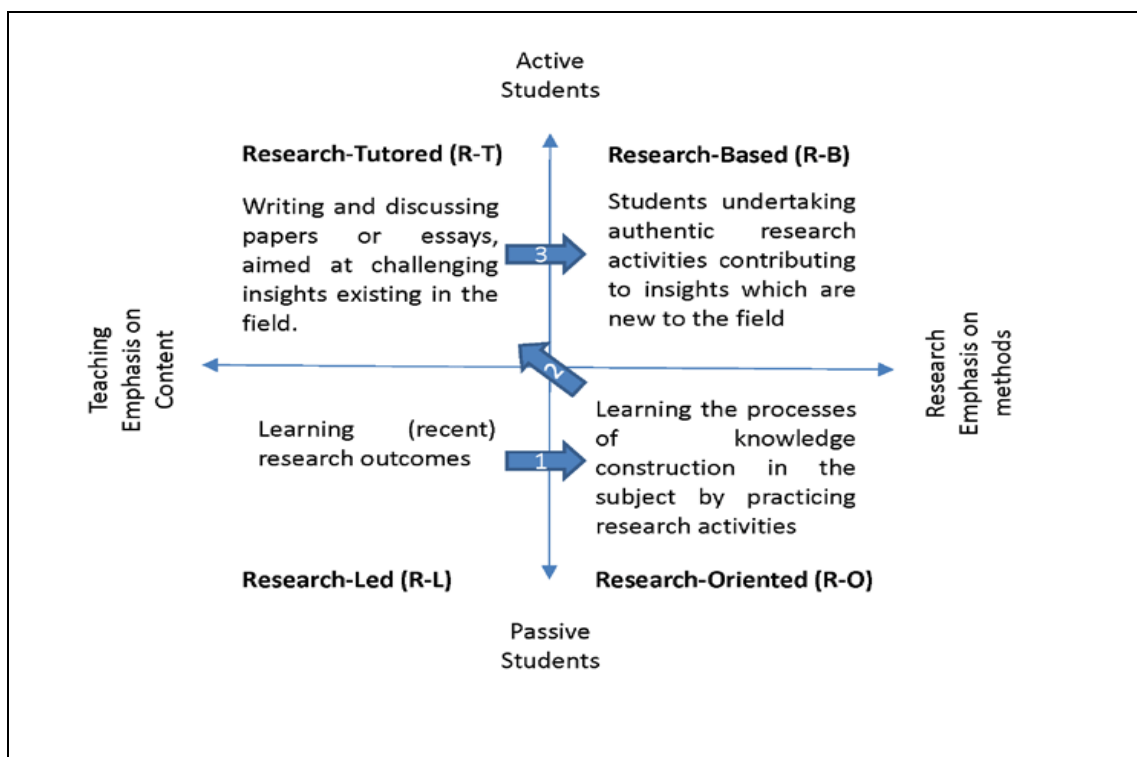 Active
Students
Research-Tutored (R-T)
Writing and discussing
papers or essays,
aimed at challenging
insights existing in the
field.
3
Research-Based (R-B)
Students undertaking
authentic research
activities contributing
to insights which are
new to the field
Teaching
Emphasis on
Content
Research
Emphasis on
methods
2
Learning (recent)
research outcomes
1
Learning the processes
of knowledge
construction in the
subject by practicing
research activities
Research-Led (R-L)
Research-Oriented (R-O)
Passive
Students